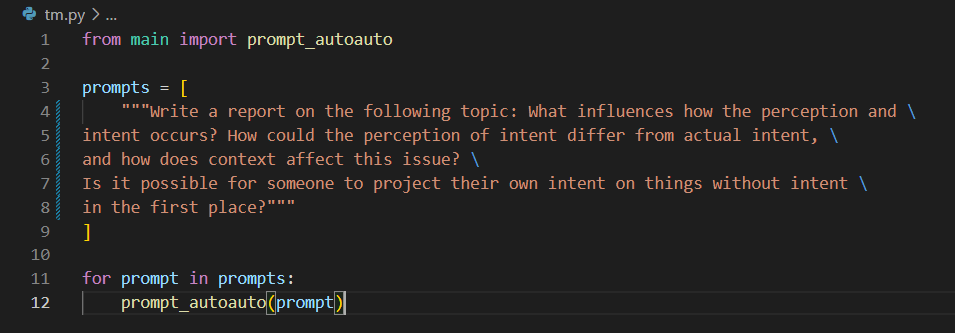 tm.py > ...
1 from main import prompt_autoauto
2
3 prompts = [
4     """Write a report on the following topic: What influences how the perception and \
5 intent occurs? How could the perception of intent differ from actual intent, \
6 and how does context affect this issue? \
7 Is it possible for someone to project their own intent on things without intent \
8 in the first place?"""
9 ]
10
11 for prompt in prompts:
12     prompt_autoauto(prompt)